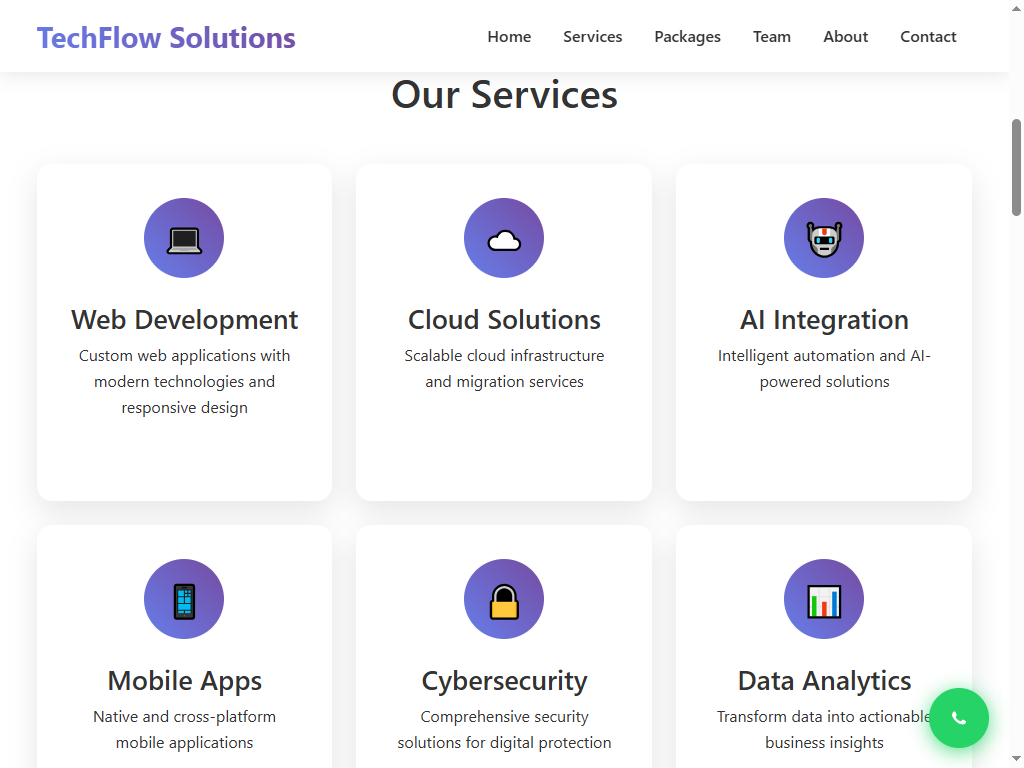 TechFlow Solutions
Home
Services
Packages
Team
About
Contact
Our Services
Web Development
Custom web applications with
modern technologies and
responsive design
Cloud Solutions
Scalable cloud infrastructure
and migration services
AI Integration
Intelligent automation and AI-
powered solutions
Mobile Apps
Native and cross-platform
mobile applications
Cybersecurity
Comprehensive security
solutions for digital protection
Data Analytics
Transform data into actionable
business insights